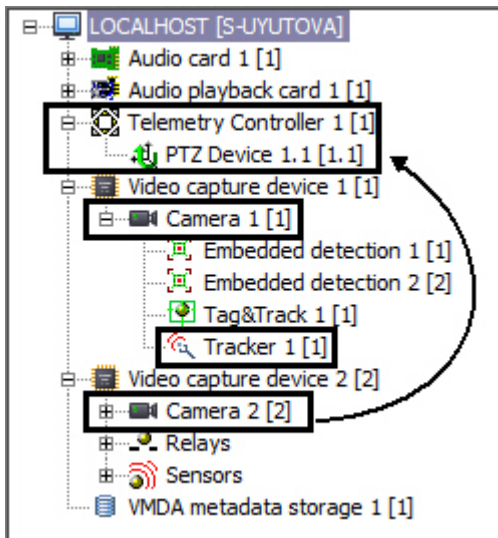 LOCALHOST [S-UYUTOVA]
Audio card 1 [1]
Audio playback card 1 [1]
Telemetry Controller 1 [1]
PTZ Device 1.1 [1.1]
Video capture device 1 [1]
Camera 1 [1]
Embedded detection 1 [1]
Embedded detection 2 [2]
Tag&Track 1 [1]
Tracker 1 [1]
Video capture device 2 [2]
Camera 2 [2]
Relays
Sensors
VMDA metadata storage 1 [1]